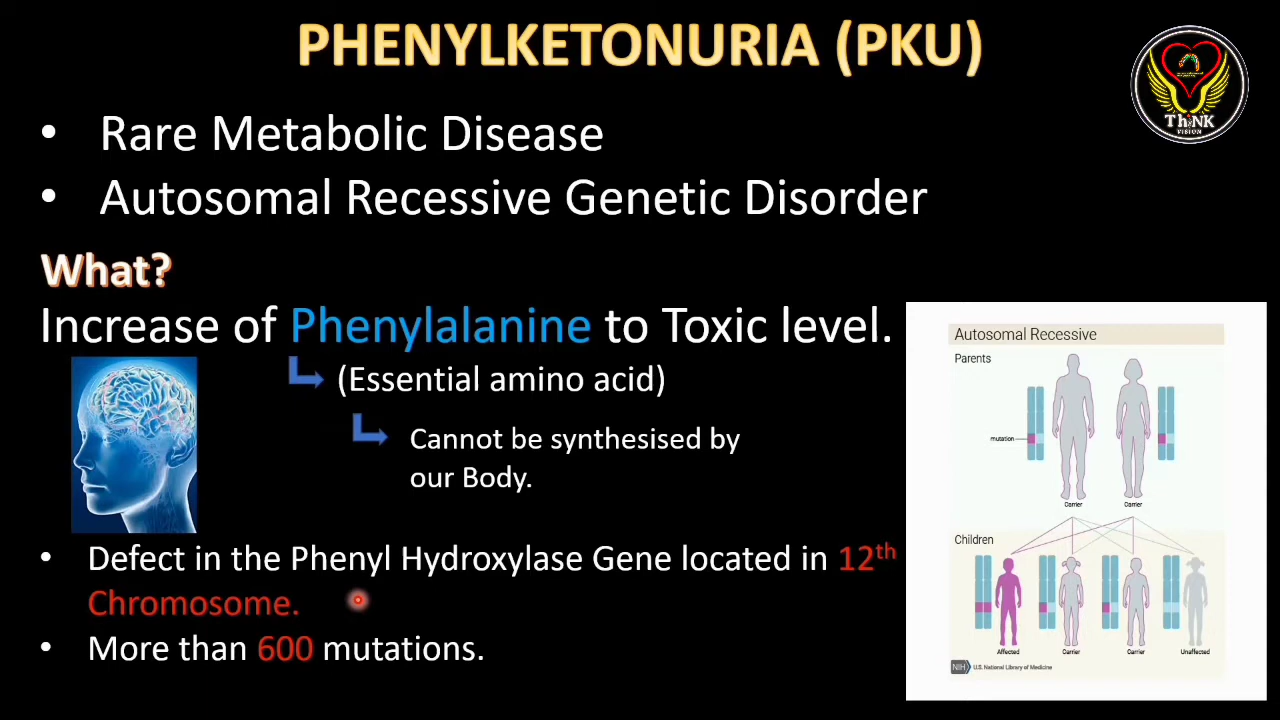 PHENYLKETONURIA (PKU)
ThiNK
VISION
• Rare Metabolic Disease
• Autosomal Recessive Genetic Disorder
What?
Increase of Phenylalanine to Toxic level.
(Essential amino acid)
Cannot be synthesised by
our Body.
• Defect in the Phenyl Hydroxylase Gene located in 12th
Chromosome.
• More than 600 mutations.
Autosomal Recessive
Parents
mutation
Carrier Carrier
Children
Affected Carrier Carrier Unaffected
NIH U.S. National Library of Medicine